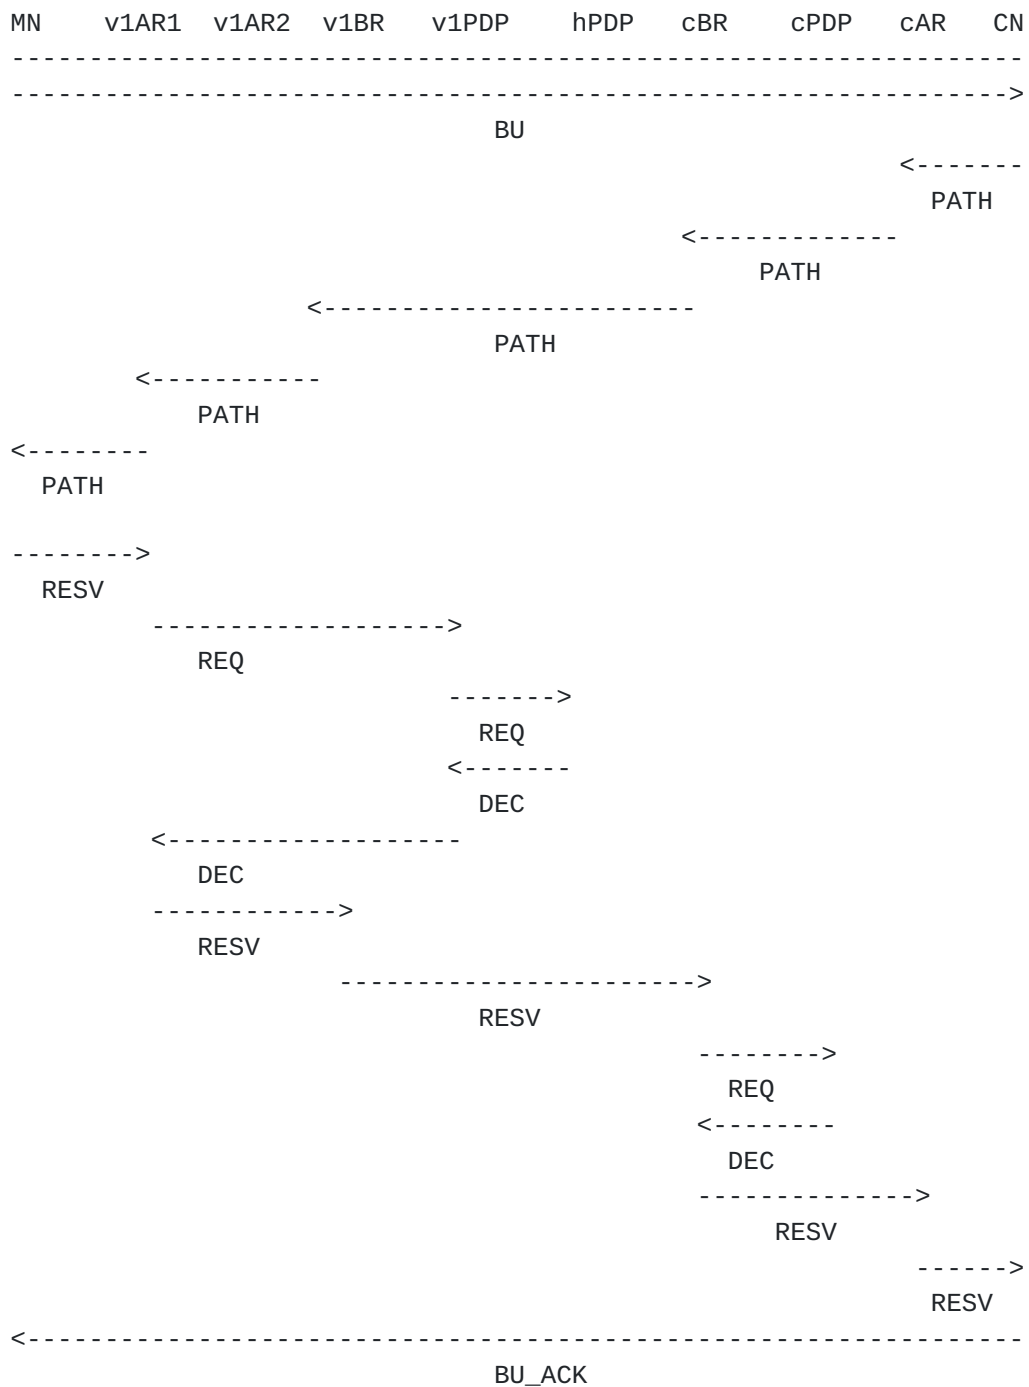 MN v1AR1 v1AR2 v1BR v1PDP hPDP cBR cPDP cAR CN
-----------------------------------------------------------------
---------------------------------------------------------------->
BU
<-------
PATH
<-------------
PATH
<------------------------
PATH
<-----------
PATH
<--------
PATH
-------->
RESV
------------------->
REQ
------->
REQ
<-------
DEC
<-------------------
DEC
------------>
RESV
----------------------->
RESV
-------->
REQ
<--------
DEC
-------------->
RESV
------>
RESV
<----------------------------------------------------------------
BU_ACK